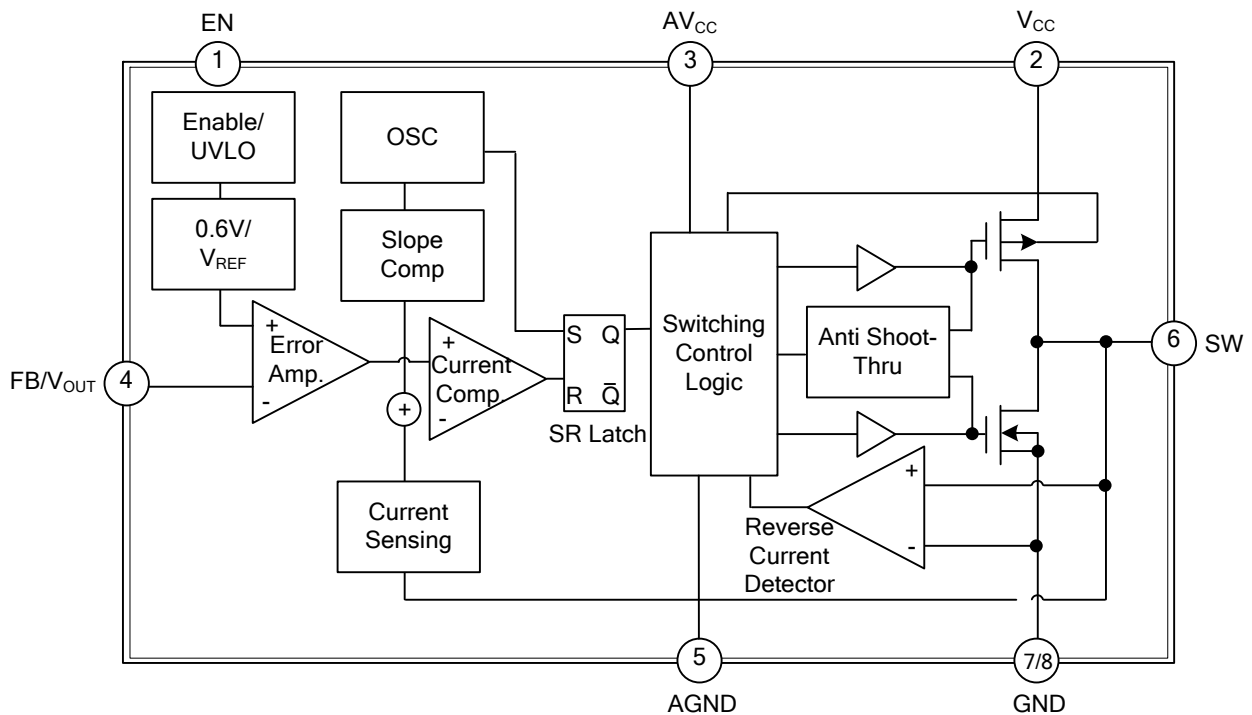 EN
AVCC
VCC
1
3
2
Enable/
UVLO
OSC
0.6V/
VREF
Slope
Comp
+
Error
Amp.
-
+
Current
Comp.
-
S Q
R Q̄
SR Latch
Switching
Control
Logic
Anti Shoot-
Thru
6
SW
FB/VOUT
4
+
Current
Sensing
+
-
Reverse
Current
Detector
5
7/8
AGND
GND